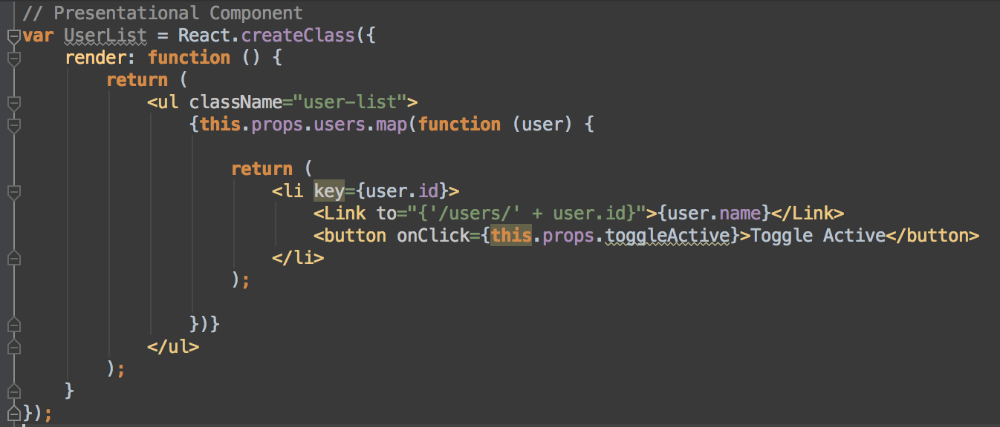 // Presentational Component
var UserList = React.createClass({
    render: function () {
        return (
            <ul className="user-list">
                {this.props.users.map(function (user) {

                    return (
                        <li key={user.id}>
                            <Link to="{'/users/' + user.id}">{user.name}</Link>
                            <button onClick={this.props.toggleActive}>Toggle Active</button>
                        </li>
                    );

                })}
            </ul>
        );
    }
});